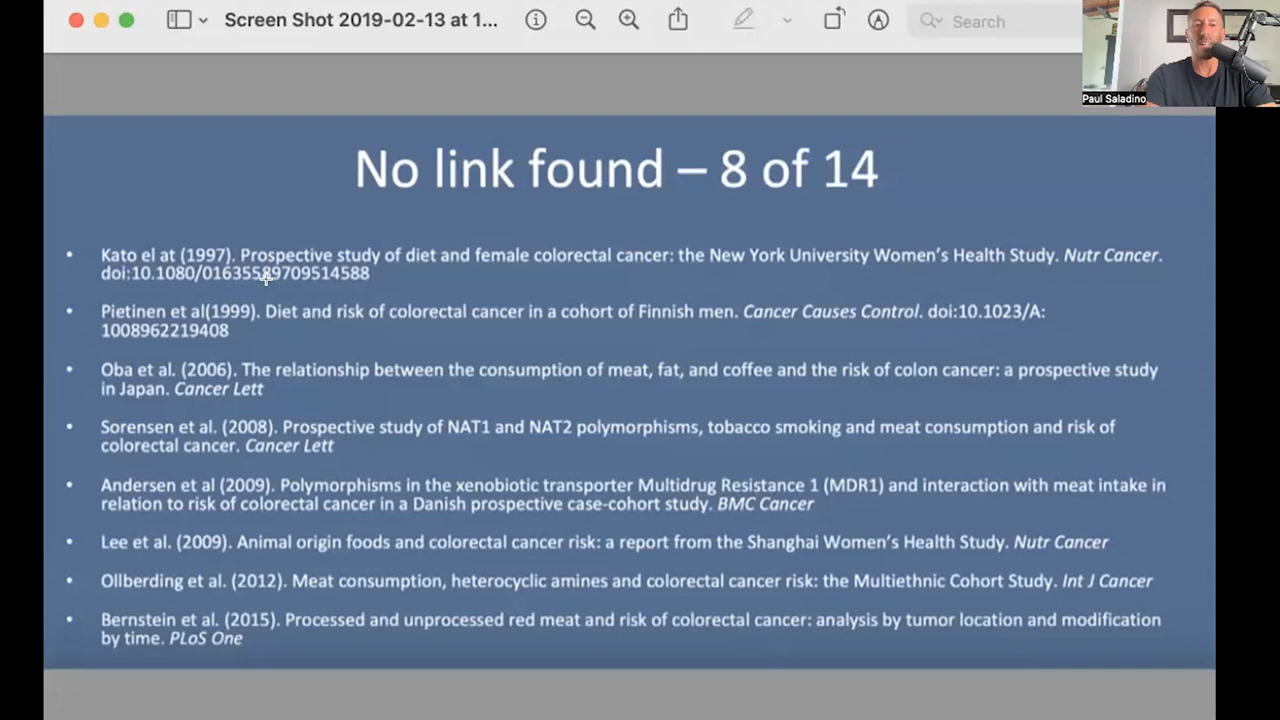 Screen Shot 2019-02-13 at 1...
Search
Paul Saladino
No link found – 8 of 14
• Kato el at (1997). Prospective study of diet and female colorectal cancer: the New York University Women's Health Study. Nutr Cancer.
doi:10.1080/01635589709514588
• Pietinen et al(1999). Diet and risk of colorectal cancer in a cohort of Finnish men. Cancer Causes Control. doi:10.1023/A:
1008962219408
• Oba et al. (2006). The relationship between the consumption of meat, fat, and coffee and the risk of colon cancer: a prospective study
in Japan. Cancer Lett
• Sorensen et al. (2008). Prospective study of NAT1 and NAT2 polymorphisms, tobacco smoking and meat consumption and risk of
colorectal cancer. Cancer Lett
• Andersen et al (2009). Polymorphisms in the xenobiotic transporter Multidrug Resistance 1 (MDR1) and interaction with meat intake in
relation to risk of colorectal cancer in a Danish prospective case-cohort study. BMC Cancer
• Lee et al. (2009). Animal origin foods and colorectal cancer risk: a report from the Shanghai Women's Health Study. Nutr Cancer
• Ollberding et al. (2012). Meat consumption, heterocyclic amines and colorectal cancer risk: the Multiethnic Cohort Study. Int J Cancer
• Bernstein et al. (2015). Processed and unprocessed red meat and risk of colorectal cancer: analysis by tumor location and modification
by time. PLoS One